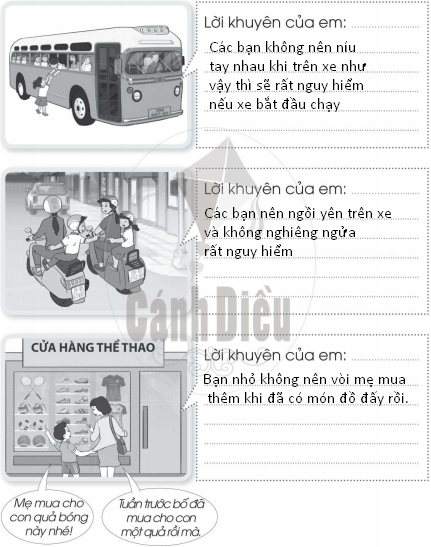 Lời khuyên của em:
Các bạn không nên níu
tay nhau khi trên xe như
vậy thì sẽ rất nguy hiểm
nếu xe bắt đầu chạy
Lời khuyên của em:
Các bạn nên ngồi yên trên xe
và không nghiêng ngửa
rất nguy hiểm
Cánh Diều
CỬA HÀNG THỂ THAO
Lời khuyên của em:
Bạn nhỏ không nên vòi mẹ mua
thêm khi đã có món đồ đấy rồi.
Mẹ mua cho
con quả bóng
này nhé!
Tuần trước bố đã
mua cho con
một quả rồi mà.